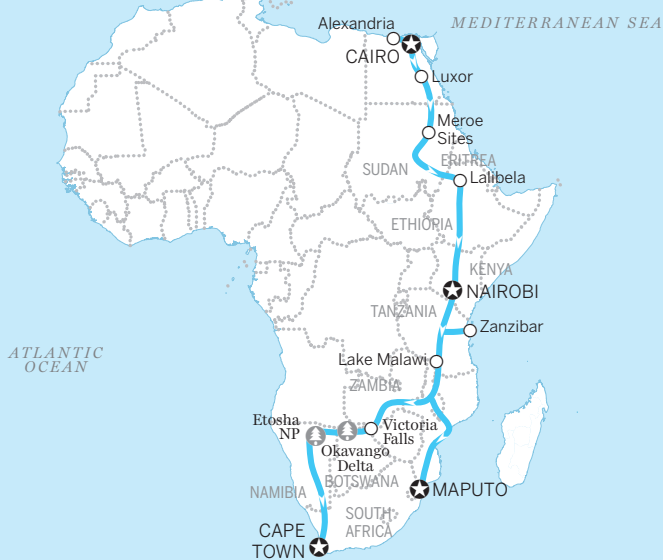 Alexandria
MEDITERRANEAN SEA
CAIRO
Luxor
Meroe
Sites
ERITREA
SUDAN
Lalibela
ETHIOPIA
KENYA
NAIROBI
TANZANIA
Zanzibar
ATLANTIC
OCEAN
Lake Malawi
ZAMBIA
Etosha
NP
Victoria
Falls
Okavango
Delta
BOTSWANA
MAPUTO
NAMIBIA
SOUTH
AFRICA
CAPE
TOWN